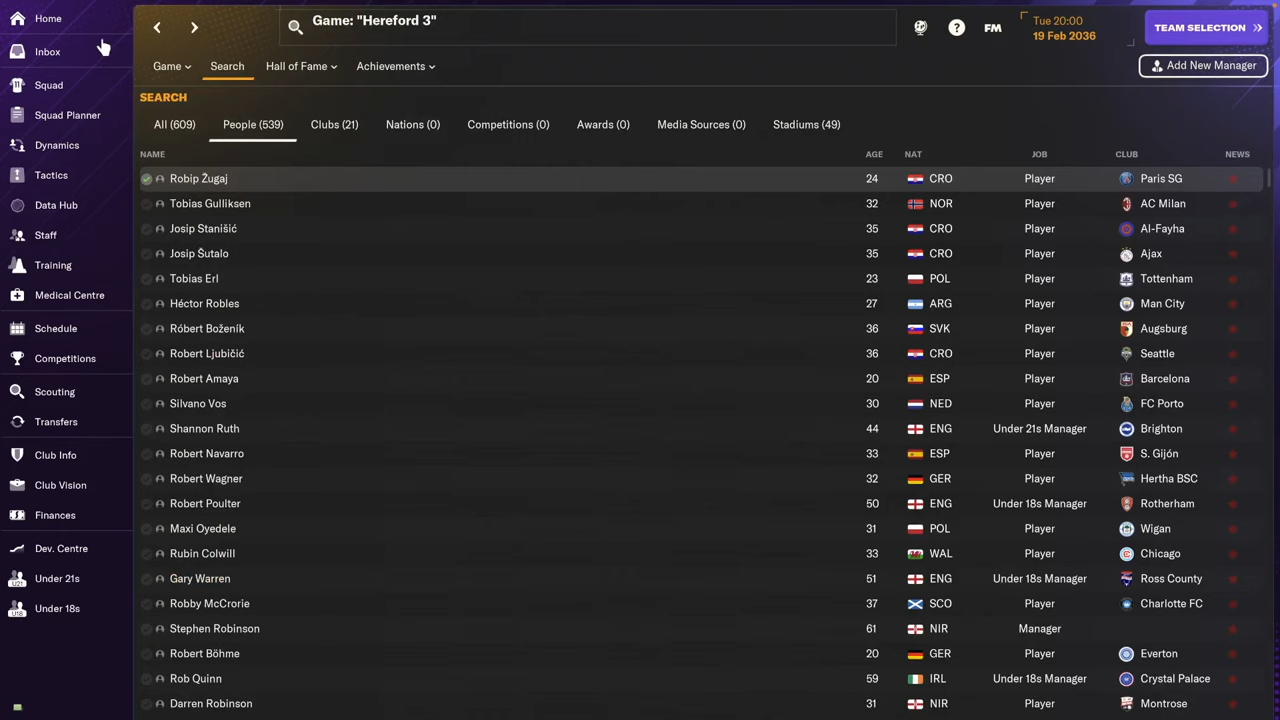 Home
Inbox
Squad
Squad Planner
Dynamics
Tactics
Data Hub
Staff
Training
Medical Centre
Schedule
Competitions
Scouting
Transfers
Club Info
Club Vision
Finances
Dev. Centre
U21 Under 21s
U18 Under 18s
Game: "Hereford 3"
? FM
Tue 20:00
19 Feb 2036
TEAM SELECTION
Game Search Hall of Fame Achievements
Add New Manager
SEARCH
All (609) People (539) Clubs (21) Nations (0) Competitions (0) Awards (0) Media Sources (0) Stadiums (49)
NAME AGE NAT JOB CLUB NEWS
Robip Žugaj 24 CRO Player Paris SG
Tobias Gulliksen 32 NOR Player AC Milan
Josip Stanišić 35 CRO Player Al-Fayha
Josip Šutalo 35 CRO Player Ajax
Tobias Erl 23 POL Player Tottenham
Héctor Robles 27 ARG Player Man City
Róbert Boženík 36 SVK Player Augsburg
Robert Ljubičić 36 CRO Player Seattle
Robert Amaya 20 ESP Player Barcelona
Silvano Vos 30 NED Player FC Porto
Shannon Ruth 44 ENG Under 21s Manager Brighton
Robert Navarro 33 ESP Player S. Gijón
Robert Wagner 32 GER Player Hertha BSC
Robert Poulter 50 ENG Under 18s Manager Rotherham
Maxi Oyedele 31 POL Player Wigan
Rubin Colwill 33 WAL Player Chicago
Gary Warren 51 ENG Under 18s Manager Ross County
Robby McCrorie 37 SCO Player Charlotte FC
Stephen Robinson 61 NIR Manager
Robert Böhme 20 GER Player Everton
Rob Quinn 59 IRL Under 18s Manager Crystal Palace
Darren Robinson 31 NIR Player Montrose